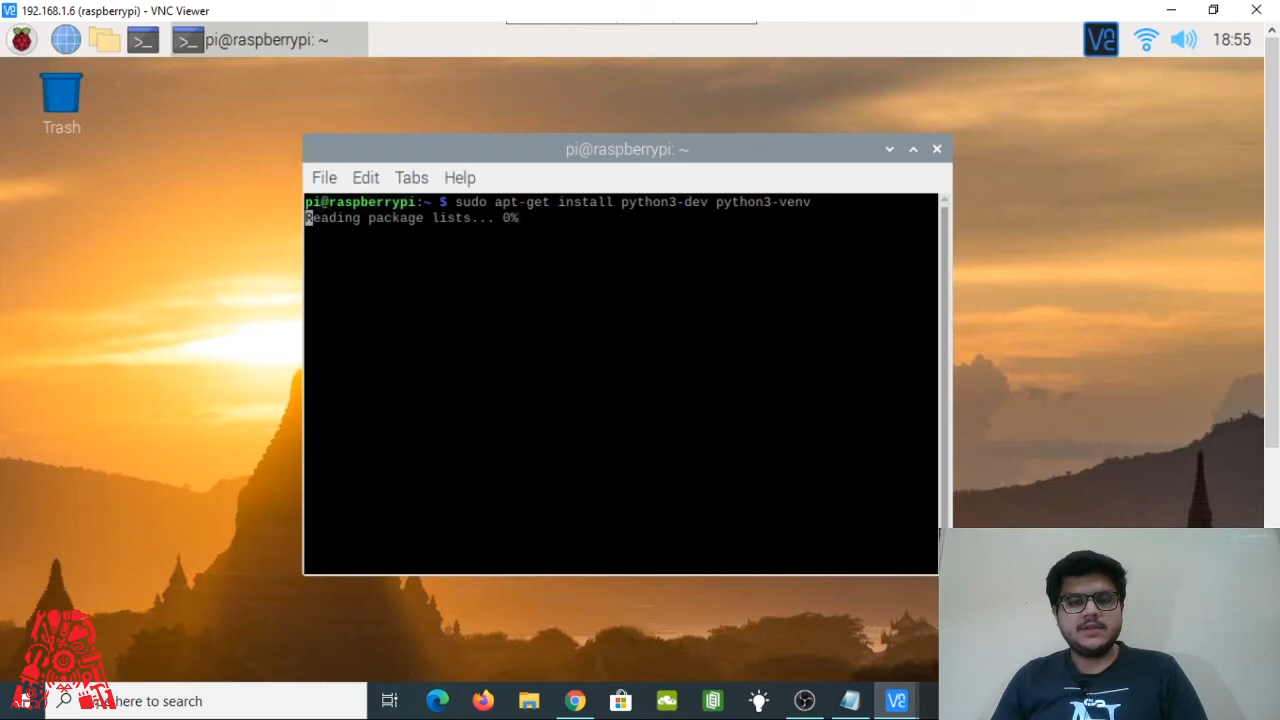 192.168.1.6 (raspberrypi) - VNC Viewer
pi@raspberrypi: ~
18:55
Trash
pi@raspberrypi: ~
File Edit Tabs Help
pi@raspberrypi:~ $ sudo apt-get install python3-dev python3-venv
Reading package lists... 0%
here to search